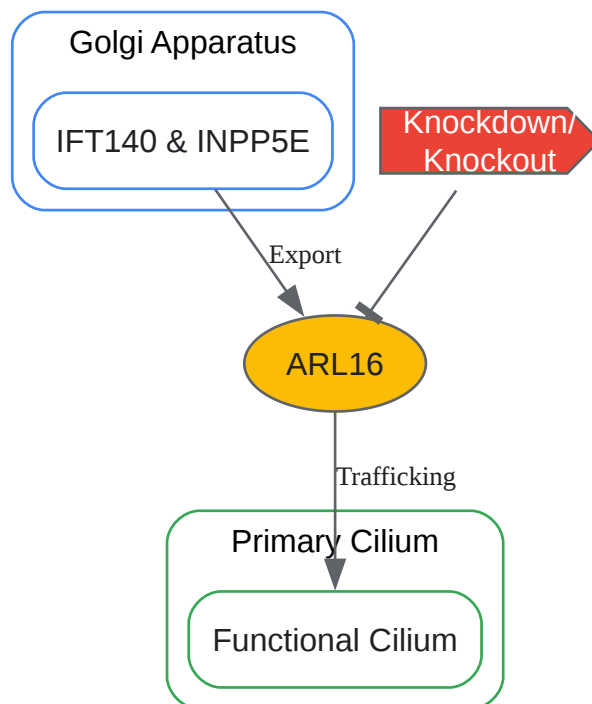 Golgi Apparatus
IFT140 & INPP5E
Knockdown/
Knockout
Export
ARL16
Trafficking
Primary Cilium
Functional Cilium